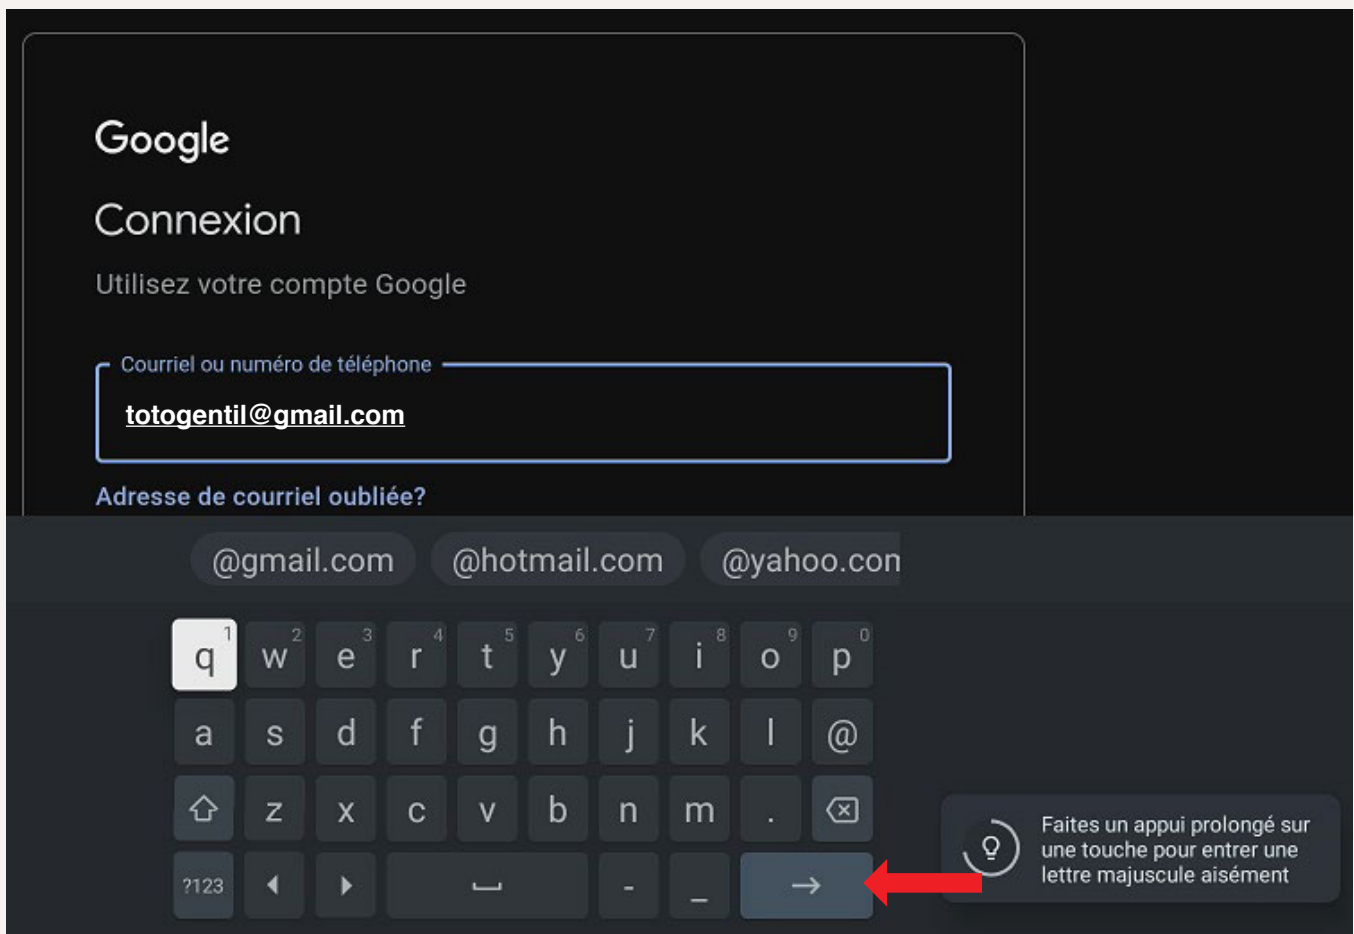 Google
Connexion
Utilisez votre compte Google
Courriel ou numéro de téléphone
totogentil@gmail.com
Adresse de courriel oubliée?
@gmail.com @hotmail.com @yahoo.con
q 1 w 2 e 3 r 4 t 5 y 6 u 7 i 8 o 9 p 0
a s d f g h j k l @
z x c v b n m .
?123 - _
Faites un appui prolongé sur
une touche pour entrer une
lettre majuscule aisément